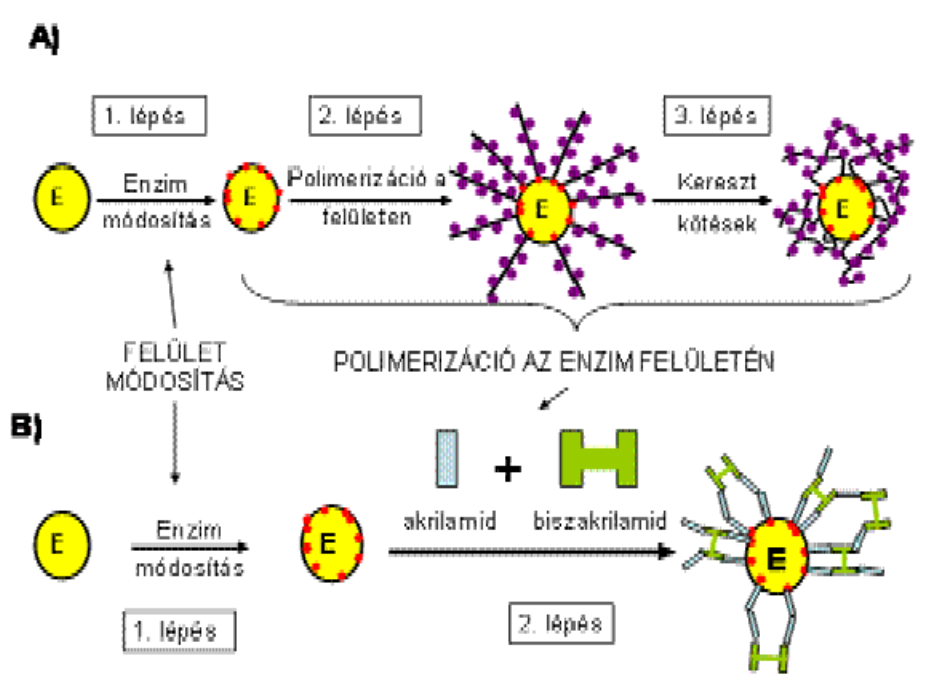 A)
1. lépés
2. lépés
3. lépés
E
Enzim
módosítás
E
Polimerizáció a
felületen
E
Kereszt
kötések
E
FELÜLET
MÓDOSÍTÁS
POLIMERIZÁCIÓ AZ ENZIM FELÜLETÉN
B)
+
akrilamid
biszakrilamid
E
Enzim
módosítás
E
E
1. lépés
2. lépés